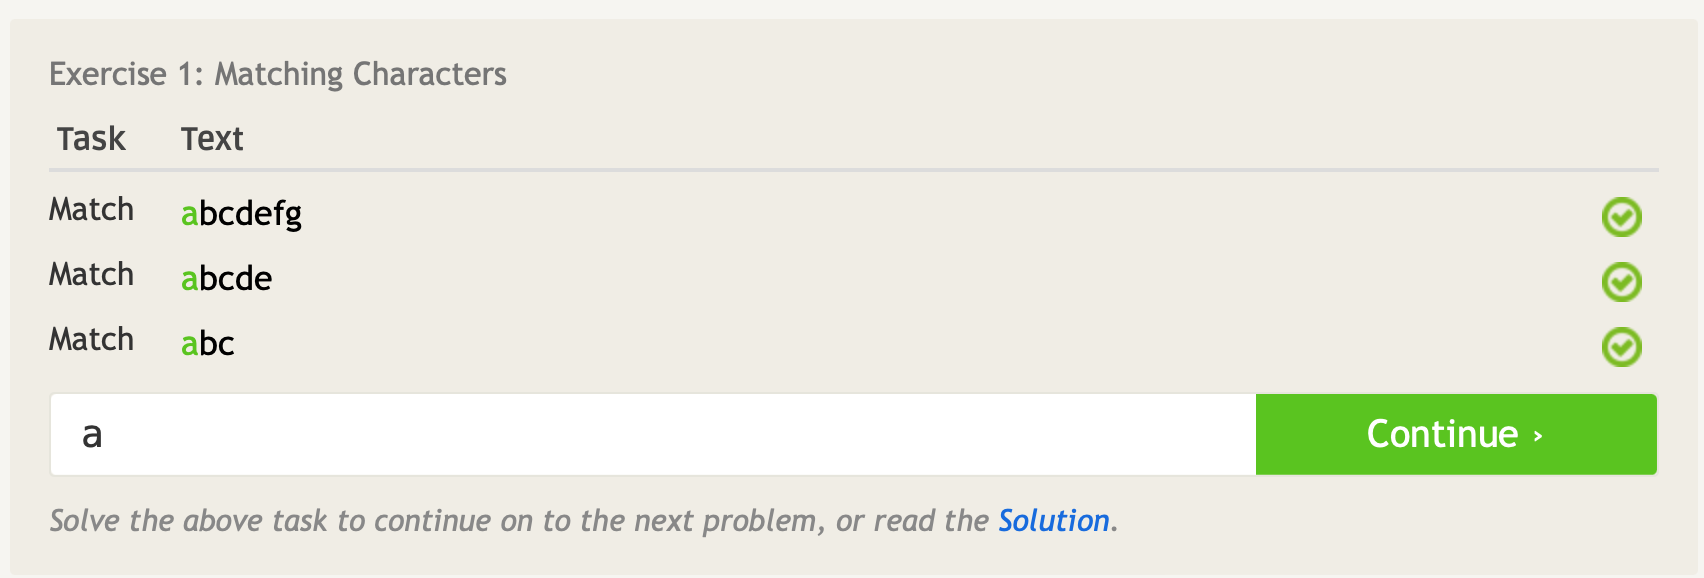 Exercise 1: Matching Characters
Task Text
Match abcdefg
Match abcde
Match abc
a
Continue ›
Solve the above task to continue on to the next problem, or read the Solution.